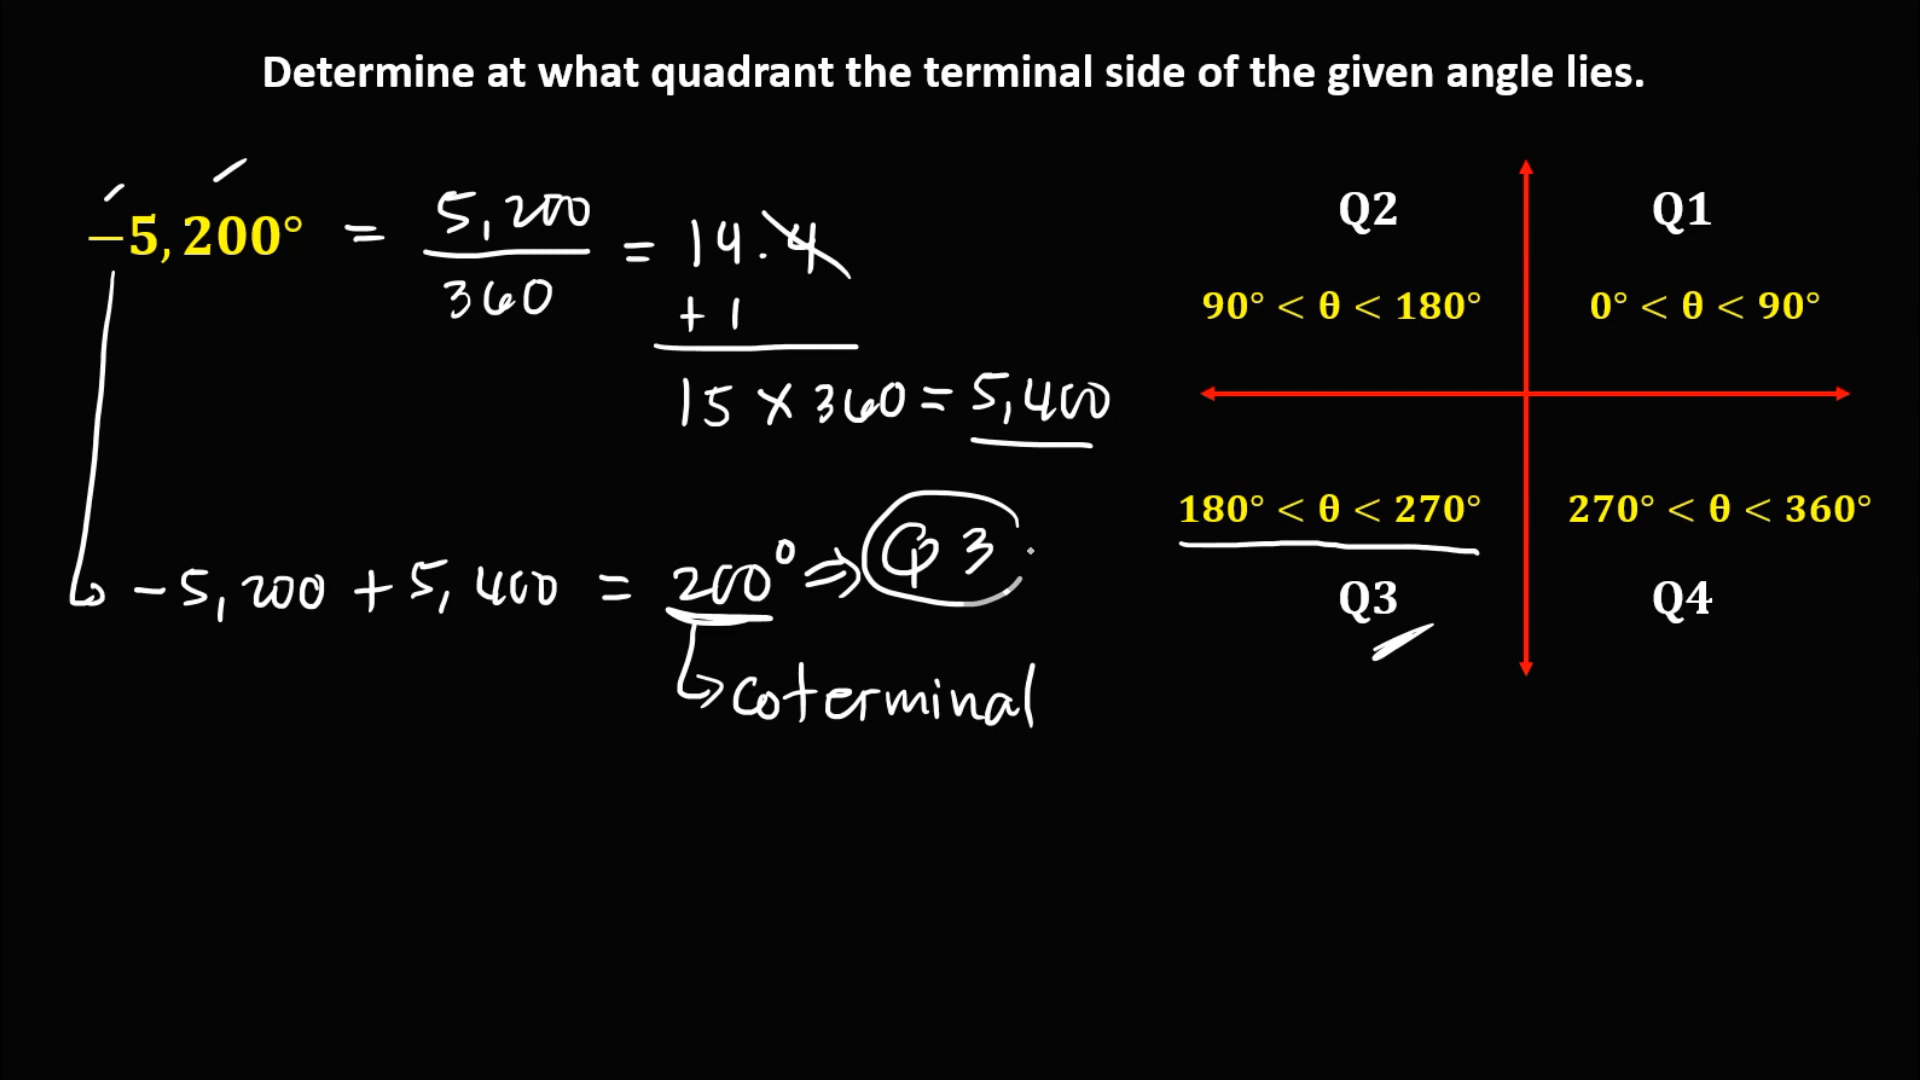 Determine at what quadrant the terminal side of the given angle lies.
−5,200° = 5,200 / 360 = 14.4
+ 1
15 × 360 = 5,400
-5,200 + 5,400 = 200° ⇒ Q3
coterminal
Q2 Q1
90° < θ < 180° 0° < θ < 90°
180° < θ < 270° 270° < θ < 360°
Q3 Q4